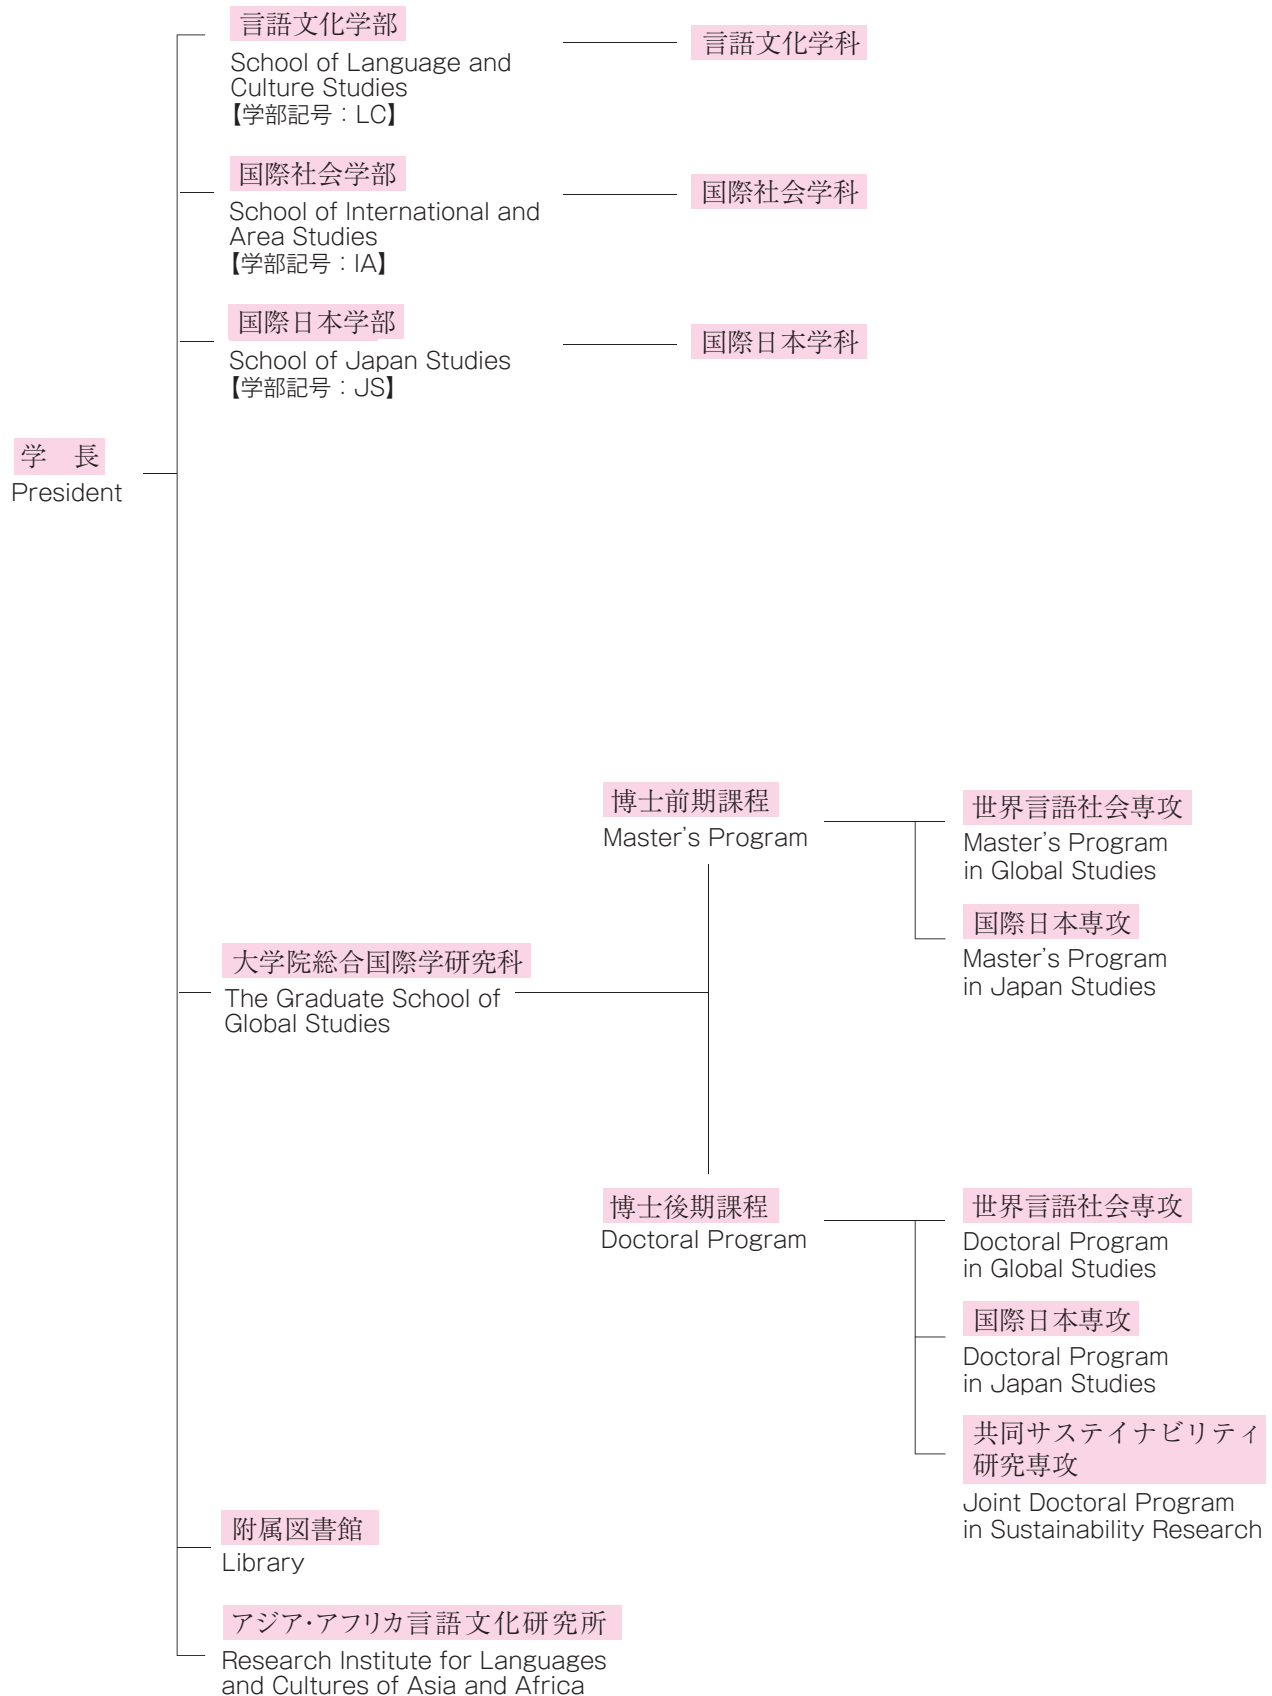 言語文化学部
School of Language and
Culture Studies
【学部記号：LC】
言語文化学科
国際社会学部
School of International and
Area Studies
【学部記号：IA】
国際社会学科
国際日本学部
School of Japan Studies
【学部記号：JS】
国際日本学科
学　長
President
博士前期課程
Master's Program
世界言語社会専攻
Master's Program
in Global Studies
国際日本専攻
Master's Program
in Japan Studies
大学院総合国際学研究科
The Graduate School of
Global Studies
博士後期課程
Doctoral Program
世界言語社会専攻
Doctoral Program
in Global Studies
国際日本専攻
Doctoral Program
in Japan Studies
共同サステイナビリティ
研究専攻
Joint Doctoral Program
in Sustainability Research
附属図書館
Library
アジア・アフリカ言語文化研究所
Research Institute for Languages
and Cultures of Asia and Africa